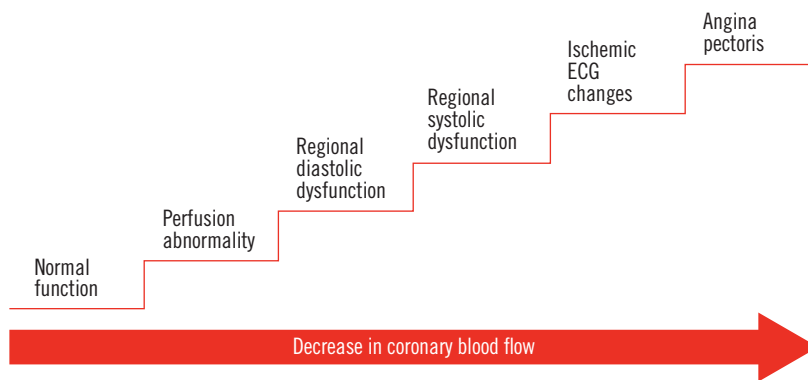 Normal
function
Perfusion
abnormality
Regional
diastolic
dysfunction
Regional
systolic
dysfunction
Ischemic
ECG
changes
Angina
pectoris
Decrease in coronary blood flow